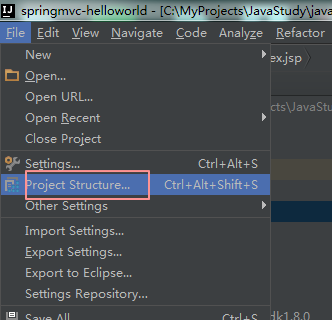 springmvc-helloworld - [C:\MyProjects\JavaStudy\java
File Edit View Navigate Code Analyze Refactor
New
Open...
Open URL...
Open Recent
Close Project
Settings... Ctrl+Alt+S
Project Structure... Ctrl+Alt+Shift+S
Other Settings
Import Settings...
Export Settings...
Export to Eclipse...
Settings Repository...
Save All
ex.jsp
ects\JavaStu
dk1.8.0